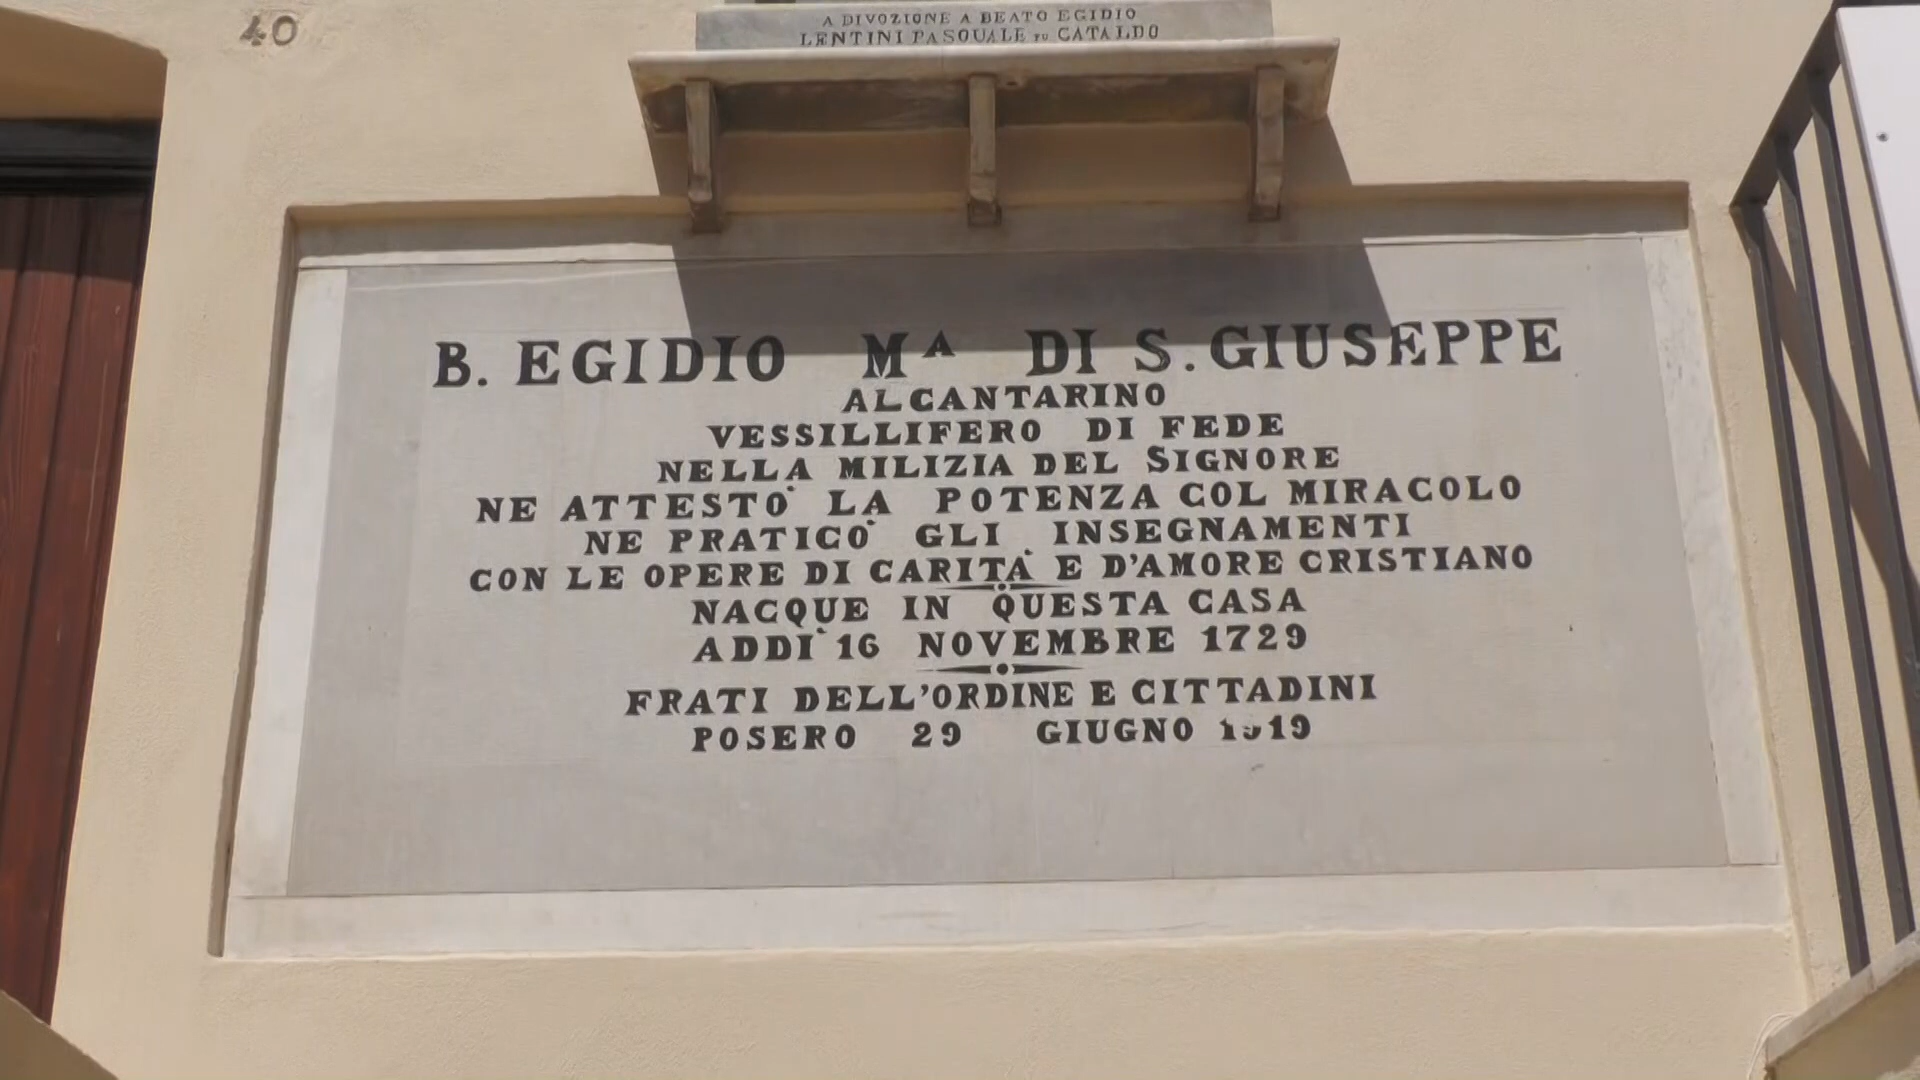 40
A DIVOZIONE A BEATO EGIDIO
LENTINI PASQUALE FU CATALDO
B. EGIDIO Mᴬ DI S. GIUSEPPE
ALCANTARINO
VESSILLIFERO DI FEDE
NELLA MILIZIA DEL SIGNORE
NE ATTESTO̓ LA POTENZA COL MIRACOLO
NE PRATICO̓ GLI INSEGNAMENTI
CON LE OPERE DI CARITÀ E D'AMORE CRISTIANO
NACQUE IN QUESTA CASA
ADDÌ 16 NOVEMBRE 1729
FRATI DELL'ORDINE E CITTADINI
POSERO 29 GIUGNO 1919